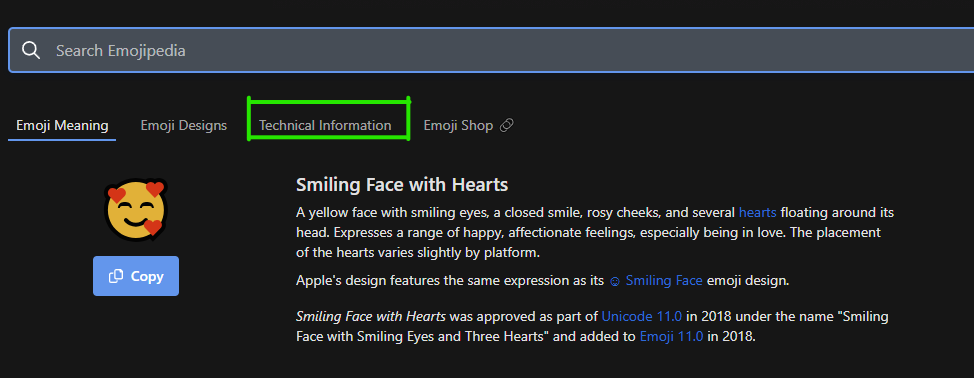 Search Emojipedia
Emoji Meaning Emoji Designs Technical Information Emoji Shop
Smiling Face with Hearts
A yellow face with smiling eyes, a closed smile, rosy cheeks, and several hearts floating around its
head. Expresses a range of happy, affectionate feelings, especially being in love. The placement
of the hearts varies slightly by platform.
Copy
Apple's design features the same expression as its ☺ Smiling Face emoji design.
Smiling Face with Hearts was approved as part of Unicode 11.0 in 2018 under the name "Smiling
Face with Smiling Eyes and Three Hearts" and added to Emoji 11.0 in 2018.